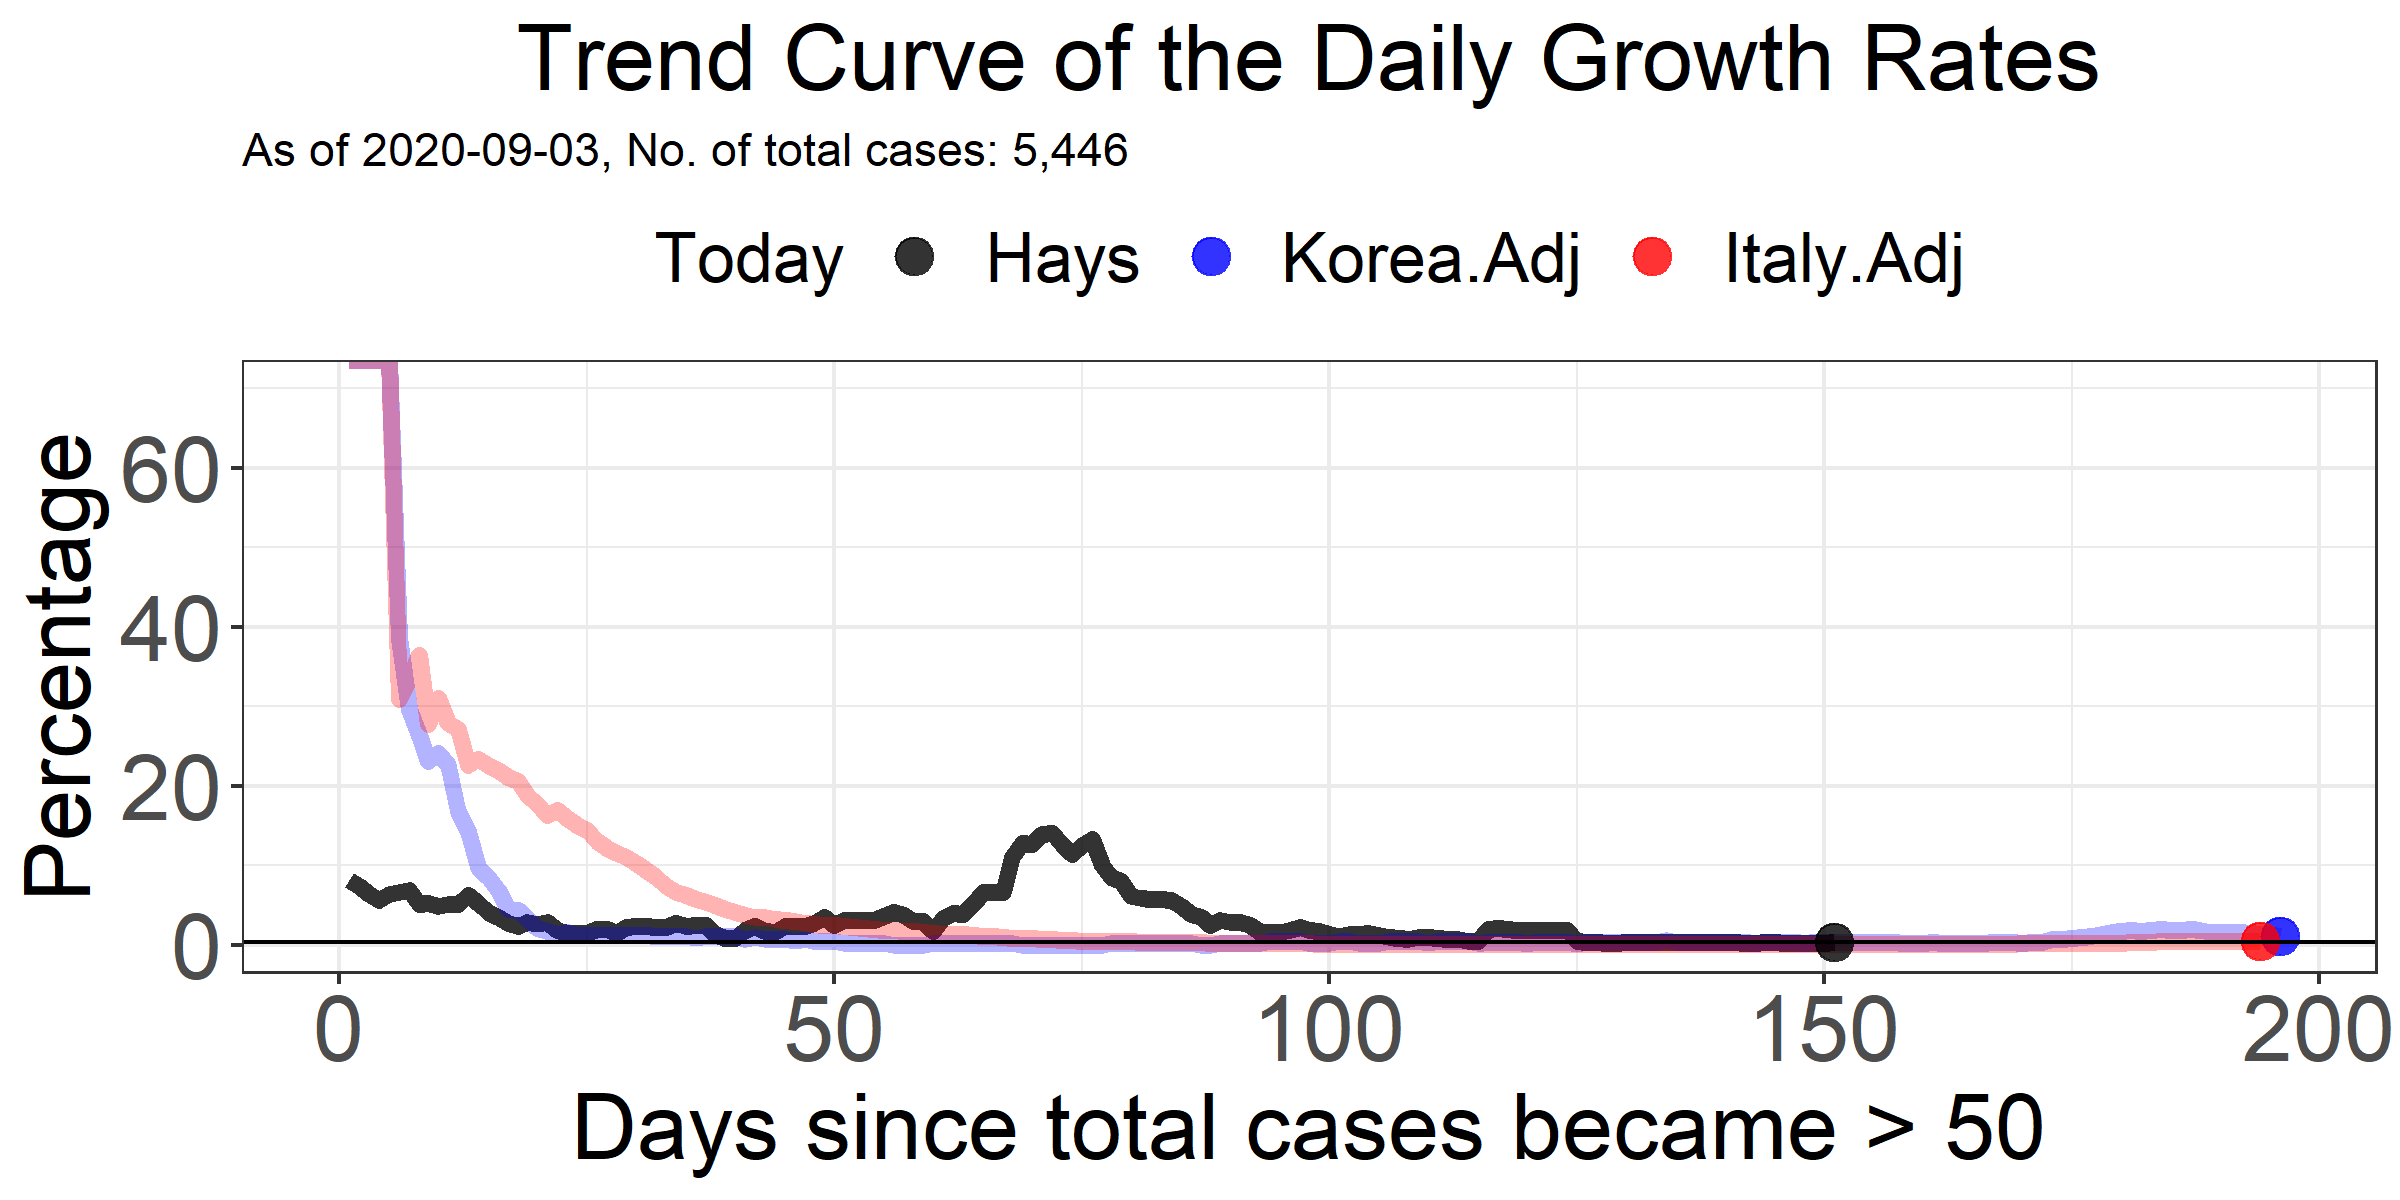 Trend Curve of the Daily Growth Rates
As of 2020-09-03, No. of total cases: 5,446
Today Hays Korea.Adj Italy.Adj
Percentage
60
40
20
0
0 50 100 150 200
Days since total cases became > 50